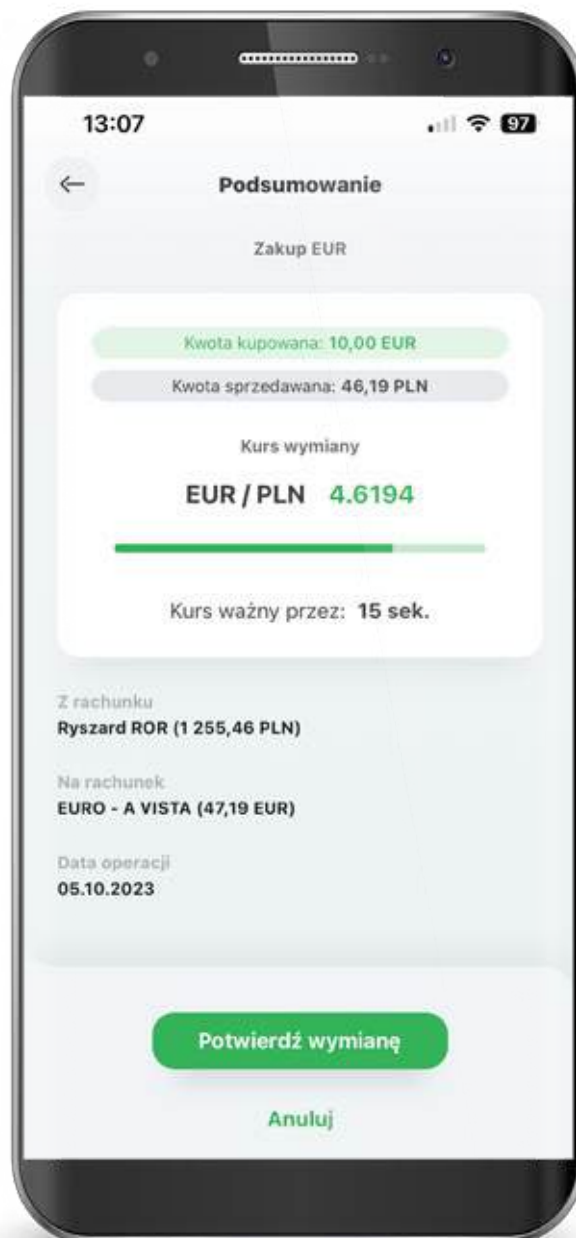 13:07
97
Podsumowanie
Zakup EUR
Kwota kupowana: 10,00 EUR
Kwota sprzedawana: 46,19 PLN
Kurs wymiany
EUR / PLN 4.6194
Kurs ważny przez: 15 sek.
Z rachunku
Ryszard ROR (1 255,46 PLN)
Na rachunek
EURO - A VISTA (47,19 EUR)
Data operacji
05.10.2023
Potwierdź wymianę
Anuluj